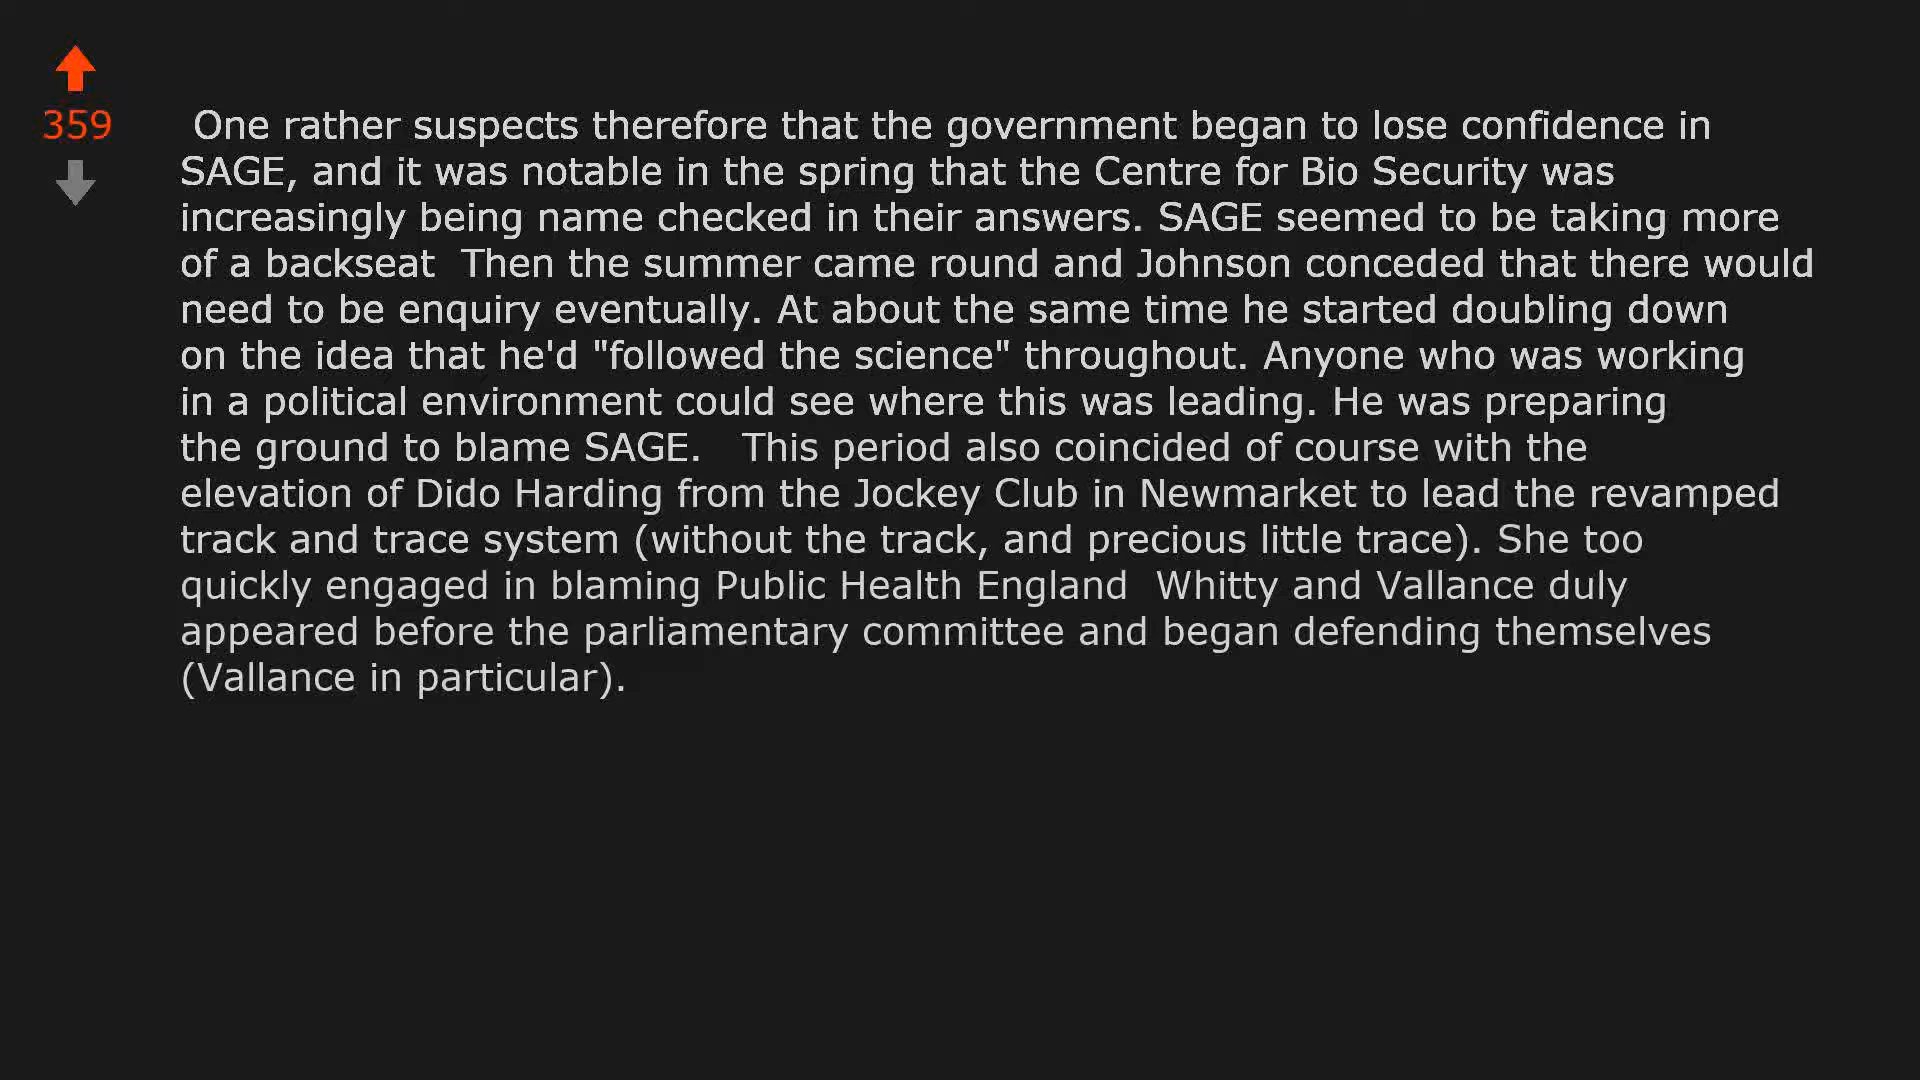 359
One rather suspects therefore that the government began to lose confidence in
SAGE, and it was notable in the spring that the Centre for Bio Security was
increasingly being name checked in their answers. SAGE seemed to be taking more
of a backseat  Then the summer came round and Johnson conceded that there would
need to be enquiry eventually. At about the same time he started doubling down
on the idea that he'd "followed the science" throughout. Anyone who was working
in a political environment could see where this was leading. He was preparing
the ground to blame SAGE.   This period also coincided of course with the
elevation of Dido Harding from the Jockey Club in Newmarket to lead the revamped
track and trace system (without the track, and precious little trace). She too
quickly engaged in blaming Public Health England  Whitty and Vallance duly
appeared before the parliamentary committee and began defending themselves
(Vallance in particular).